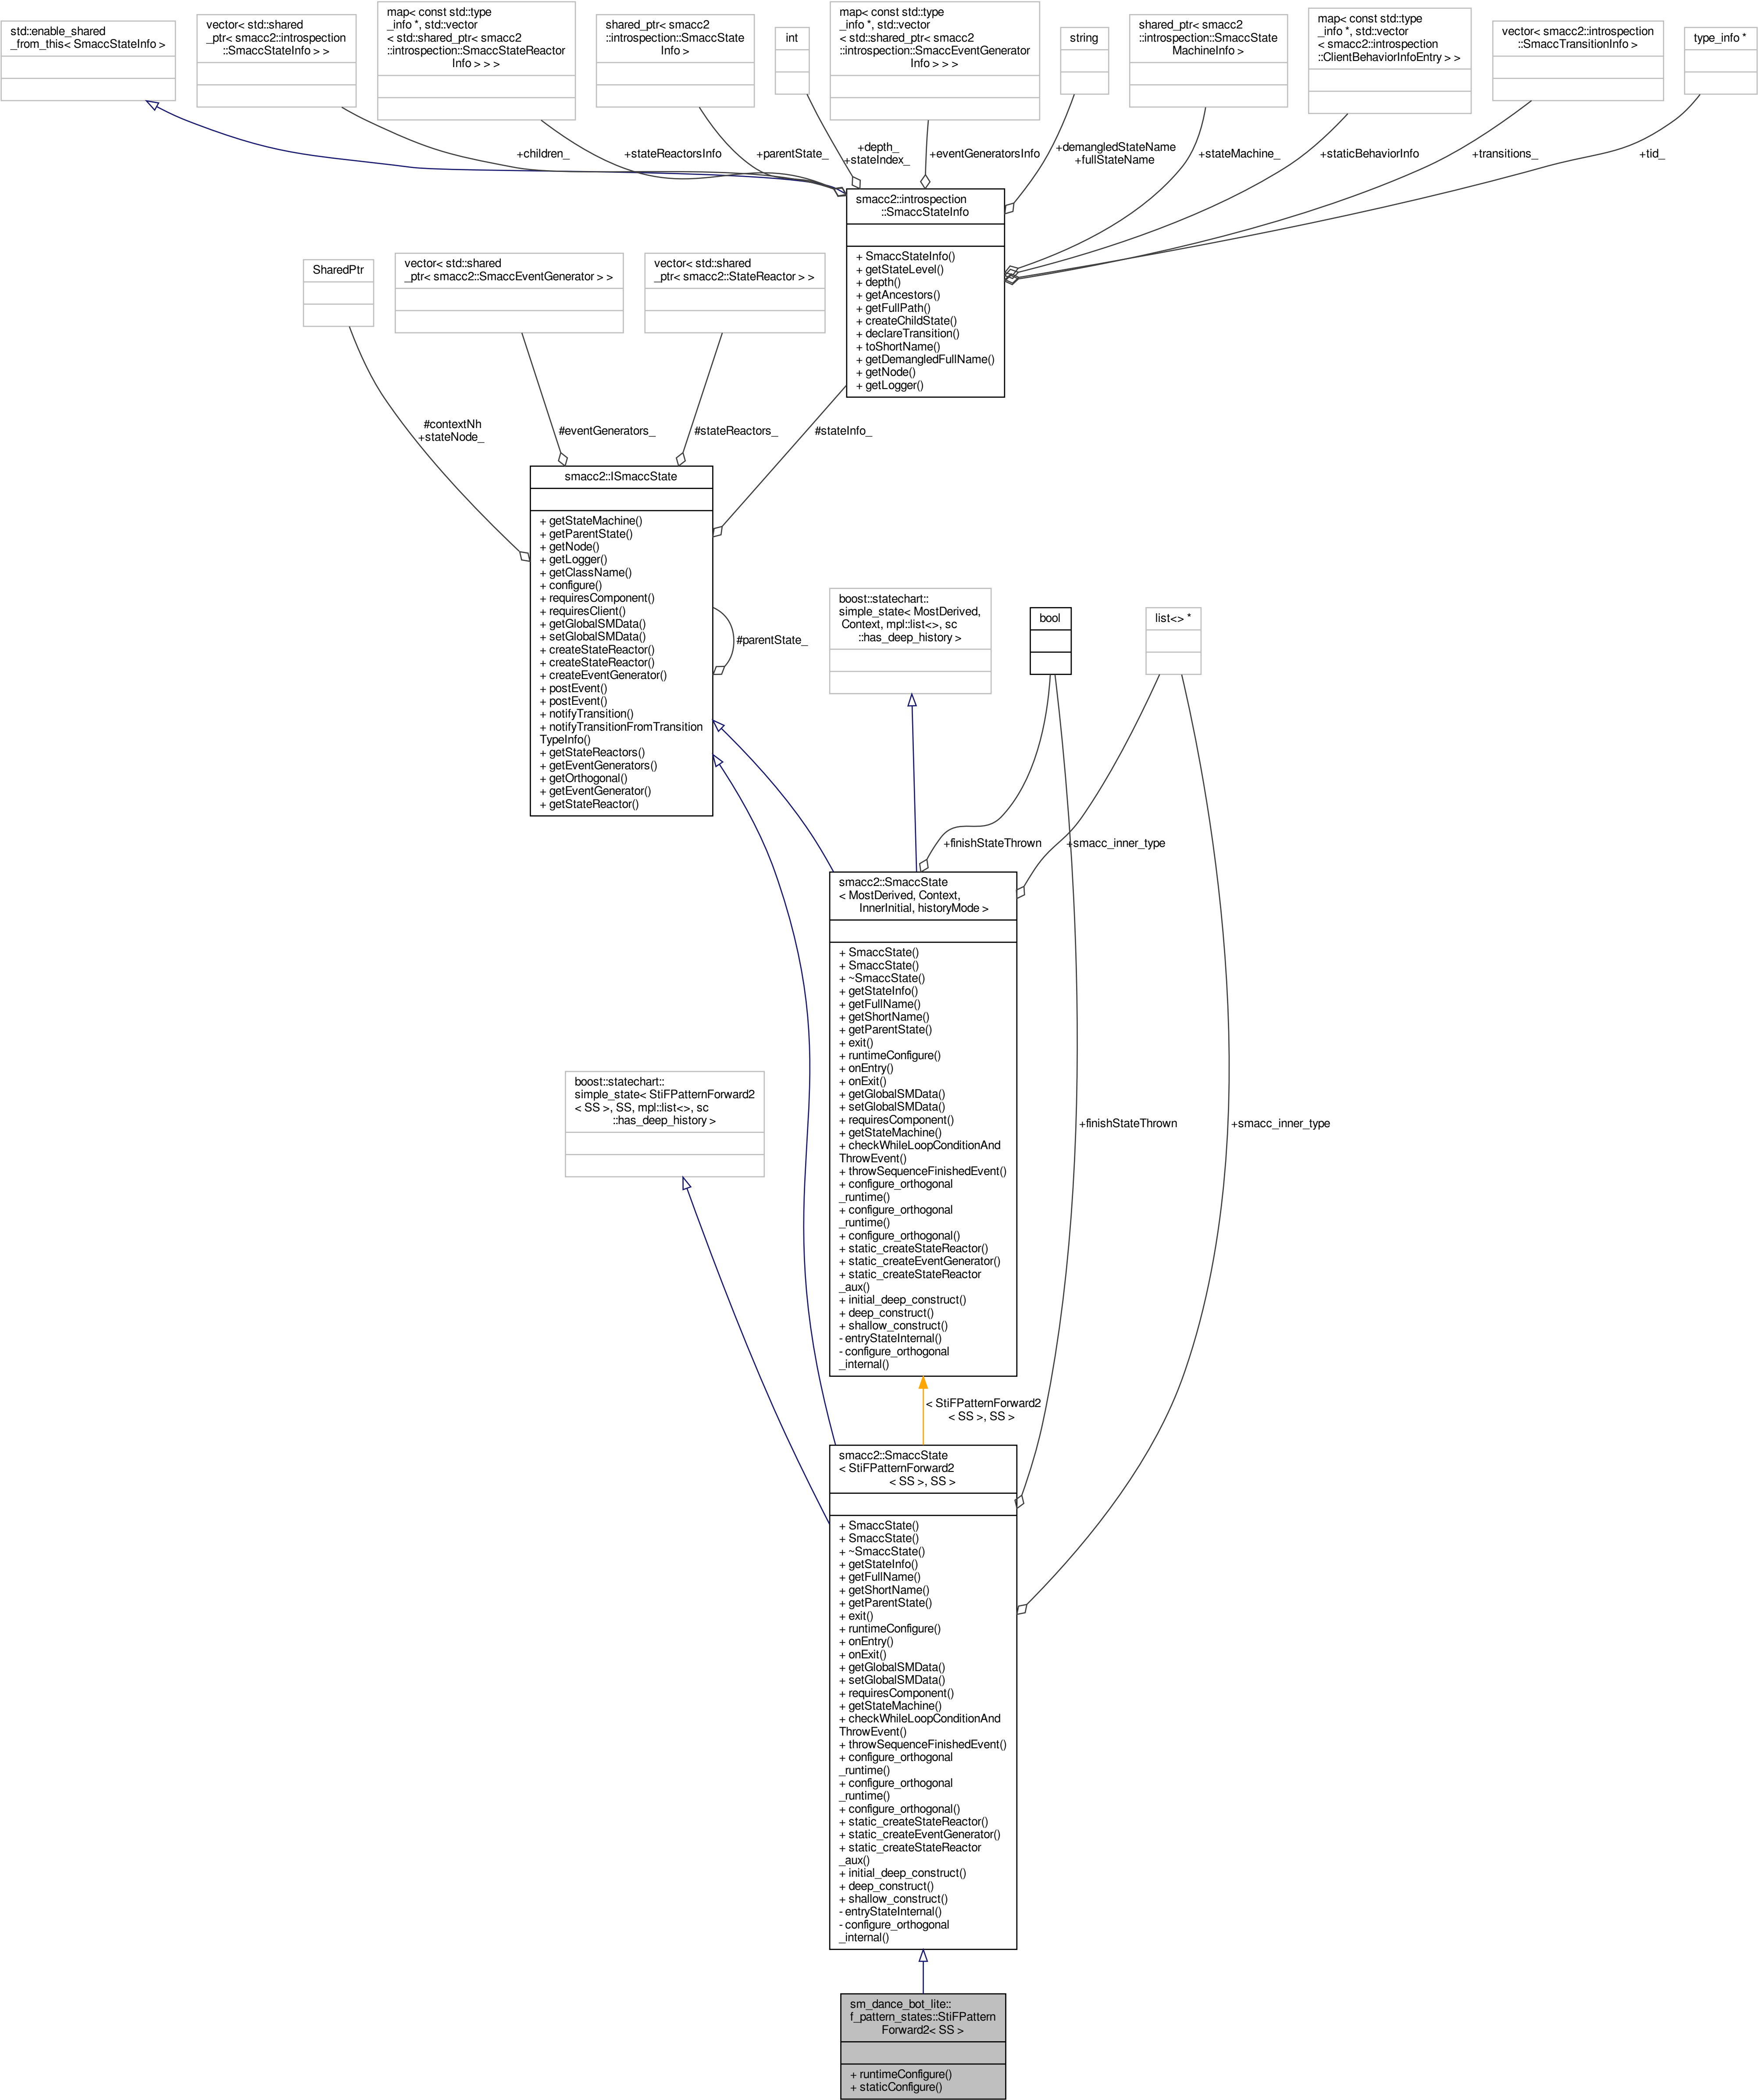 std::enable_shared
_from_this< SmaccStateInfo >
vector< std::shared
_ptr< smacc2::introspection
::SmaccStateInfo > >
map< const std::type
_info *, std::vector
< std::shared_ptr< smacc2
::introspection::SmaccStateReactor
Info > > >
shared_ptr< smacc2
::introspection::SmaccState
Info >
int
map< const std::type
_info *, std::vector
< std::shared_ptr< smacc2
::introspection::SmaccEventGenerator
Info > > >
string
shared_ptr< smacc2
::introspection::SmaccState
MachineInfo >
map< const std::type
_info *, std::vector
< smacc2::introspection
::ClientBehaviorInfoEntry > >
vector< smacc2::introspection
::SmaccTransitionInfo >
type_info *
+children_
+stateReactorsInfo
+parentState_
+depth_
+stateIndex_
+eventGeneratorsInfo
+demangledStateName
+fullStateName
+stateMachine_
+staticBehaviorInfo
+transitions_
+tid_
smacc2::introspection
::SmaccStateInfo
+ SmaccStateInfo()
+ getStateLevel()
+ depth()
+ getAncestors()
+ getFullPath()
+ createChildState()
+ declareTransition()
+ toShortName()
+ getDemangledFullName()
+ getNode()
+ getLogger()
SharedPtr
vector< std::shared
_ptr< smacc2::SmaccEventGenerator > >
vector< std::shared
_ptr< smacc2::StateReactor > >
#contextNh
+stateNode_
#eventGenerators_
#stateReactors_
#stateInfo_
smacc2::ISmaccState
+ getStateMachine()
+ getParentState()
+ getNode()
+ getLogger()
+ getClassName()
+ configure()
+ requiresComponent()
+ requiresClient()
+ getGlobalSMData()
+ setGlobalSMData()
+ createStateReactor()
+ createStateReactor()
+ createEventGenerator()
+ postEvent()
+ postEvent()
+ notifyTransition()
+ notifyTransitionFromTransition
TypeInfo()
+ getStateReactors()
+ getEventGenerators()
+ getOrthogonal()
+ getEventGenerator()
+ getStateReactor()
#parentState_
boost::statechart::
simple_state< MostDerived,
Context, mpl::list<>, sc
::has_deep_history >
bool
list<> *
+finishStateThrown
+smacc_inner_type
smacc2::SmaccState
< MostDerived, Context,
InnerInitial, historyMode >
+ SmaccState()
+ SmaccState()
+ ~SmaccState()
+ getStateInfo()
+ getFullName()
+ getShortName()
+ getParentState()
+ exit()
+ runtimeConfigure()
+ onEntry()
+ onExit()
+ getGlobalSMData()
+ setGlobalSMData()
+ requiresComponent()
+ getStateMachine()
+ checkWhileLoopConditionAnd
ThrowEvent()
+ throwSequenceFinishedEvent()
+ configure_orthogonal
_runtime()
+ configure_orthogonal
_runtime()
+ configure_orthogonal()
+ static_createStateReactor()
+ static_createEventGenerator()
+ static_createStateReactor
_aux()
+ initial_deep_construct()
+ deep_construct()
+ shallow_construct()
- entryStateInternal()
- configure_orthogonal
_internal()
boost::statechart::
simple_state< StiFPatternForward2
< SS >, SS, mpl::list<>, sc
::has_deep_history >
+finishStateThrown
+smacc_inner_type
< StiFPatternForward2
< SS >, SS >
smacc2::SmaccState
< StiFPatternForward2
< SS >, SS >
+ SmaccState()
+ SmaccState()
+ ~SmaccState()
+ getStateInfo()
+ getFullName()
+ getShortName()
+ getParentState()
+ exit()
+ runtimeConfigure()
+ onEntry()
+ onExit()
+ getGlobalSMData()
+ setGlobalSMData()
+ requiresComponent()
+ getStateMachine()
+ checkWhileLoopConditionAnd
ThrowEvent()
+ throwSequenceFinishedEvent()
+ configure_orthogonal
_runtime()
+ configure_orthogonal
_runtime()
+ configure_orthogonal()
+ static_createStateReactor()
+ static_createEventGenerator()
+ static_createStateReactor
_aux()
+ initial_deep_construct()
+ deep_construct()
+ shallow_construct()
- entryStateInternal()
- configure_orthogonal
_internal()
sm_dance_bot_lite::
f_pattern_states::StiFPattern
Forward2< SS >
+ runtimeConfigure()
+ staticConfigure()